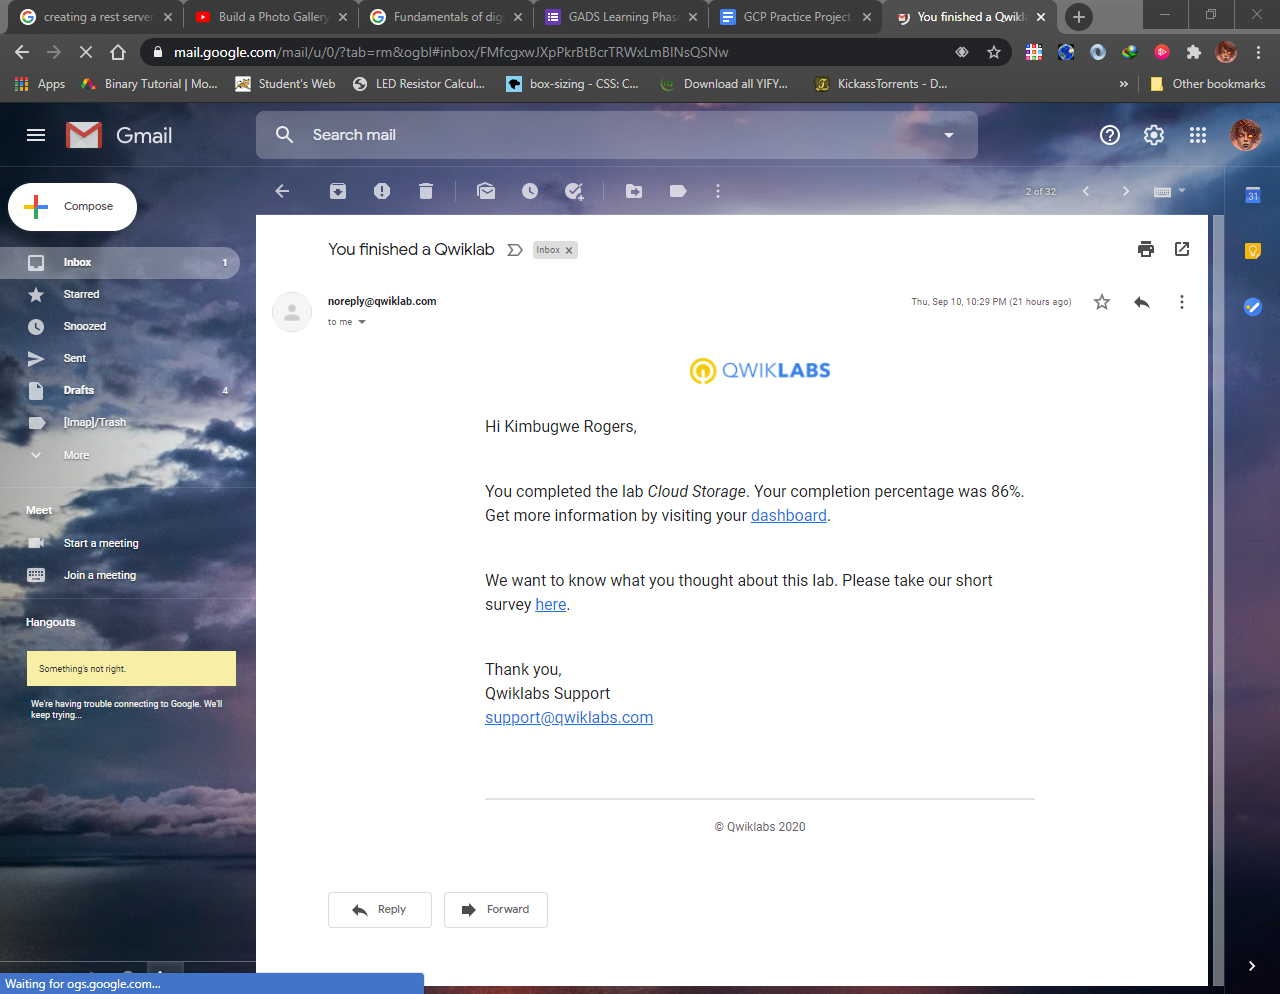 creating a rest server
Build a Photo Gallery
Fundamentals of dig
GADS Learning Phase
GCP Practice Project
You finished a Qwikla
mail.google.com/mail/u/0/?tab=rm&ogbl#inbox/FMfcgxwJXpPkrBtBcrTRWxLmBlNsQSNw
Apps
Binary Tutorial | Mo...
Student's Web
LED Resistor Calcul...
box-sizing - CSS: C...
Download all YIFY...
KickassTorrents - D...
»
Other bookmarks
Gmail
Search mail
Compose
2 of 32
31
Inbox 1
Starred
Snoozed
Sent
Drafts 4
[Imap]/Trash
More
Meet
Start a meeting
Join a meeting
Hangouts
Something's not right.
We're having trouble connecting to Google. We'll
keep trying...
You finished a Qwiklab
Inbox
noreply@qwiklab.com
Thu, Sep 10, 10:29 PM (21 hours ago)
to me
QWIKLABS
Hi Kimbugwe Rogers,
You completed the lab Cloud Storage. Your completion percentage was 86%.
Get more information by visiting your dashboard.
We want to know what you thought about this lab. Please take our short
survey here.
Thank you,
Qwiklabs Support
support@qwiklabs.com
© Qwiklabs 2020
Reply
Forward
Waiting for ogs.google.com...